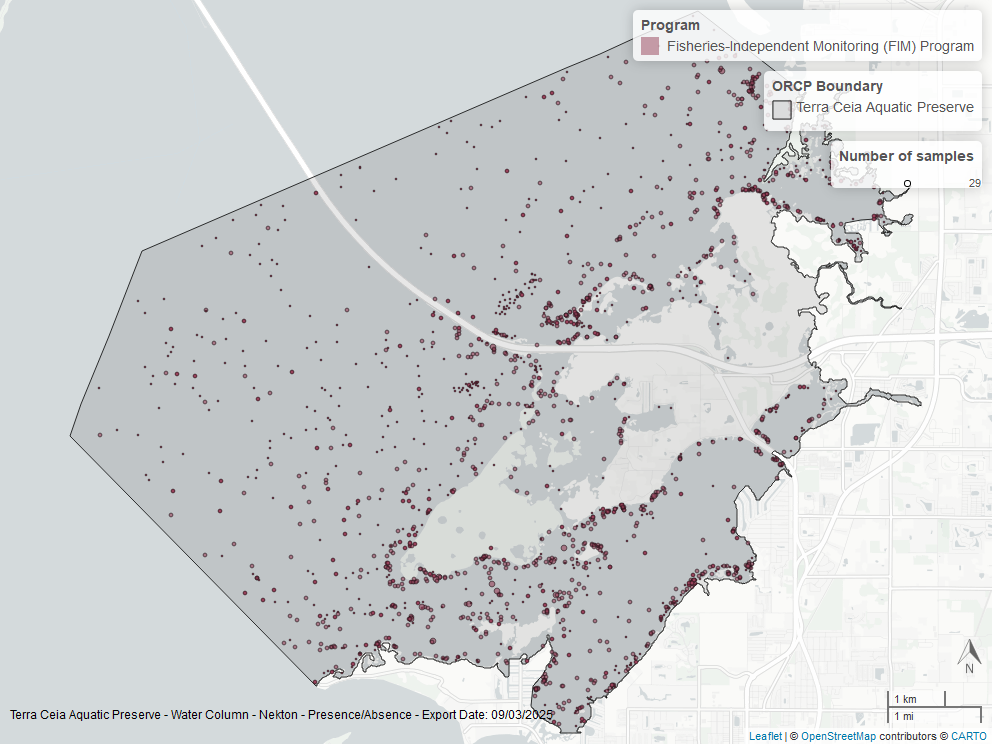 Program
Fisheries-Independent Monitoring (FIM) Program
ORCP Boundary
Terra Ceia Aquatic Preserve
Number of samples
29
N
1 km
1 mi
Terra Ceia Aquatic Preserve - Water Column - Nekton - Presence/Absence - Export Date: 09/03/2025
Leaflet | © OpenStreetMap contributors © CARTO